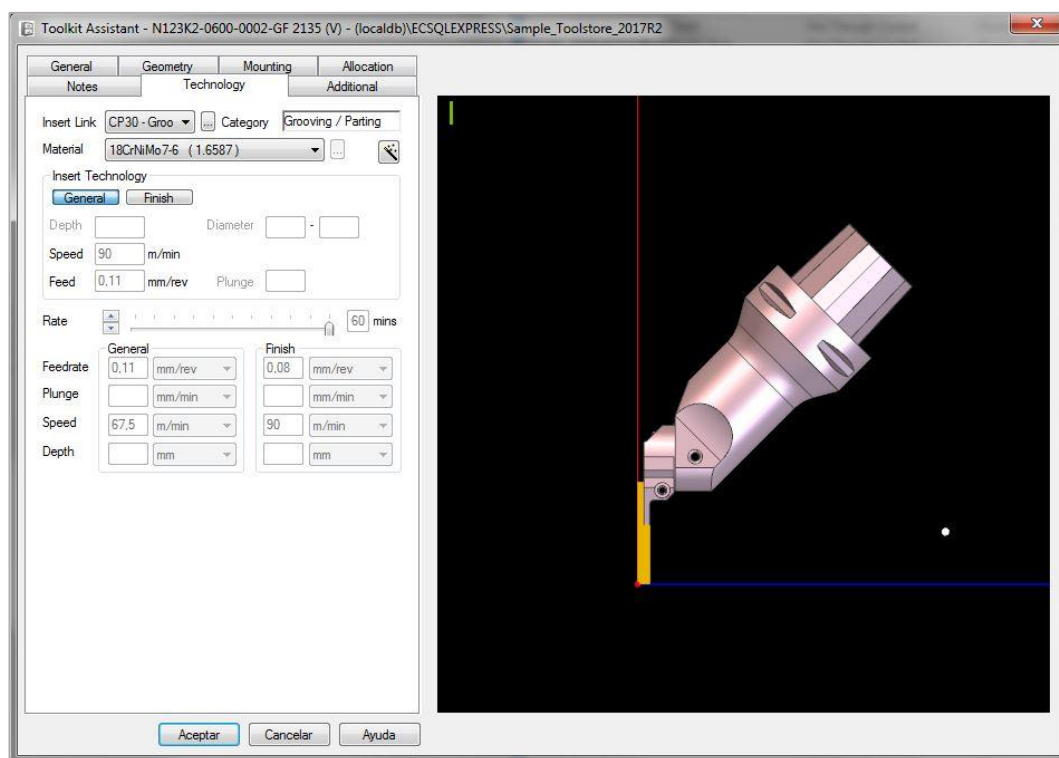 Toolkit Assistant - N123K2-0600-0002-GF 2135 (V) - (localdb)\ECSQLEXPRESS\Sample_Toolstore_2017R2
General Geometry Mounting Allocation
Notes Technology Additional
Insert Link CP30 - Groo ... Category Grooving / Parting
Material 18CrNiMo7-6 ( 1.6587 ) ...
Insert Technology
General Finish
Depth Diameter -
Speed 90 m/min
Feed 0,11 mm/rev Plunge
Rate 60 mins
General Finish
Feedrate 0,11 mm/rev 0,08 mm/rev
Plunge mm/min mm/min
Speed 67,5 m/min 90 m/min
Depth mm mm
Aceptar Cancelar Ayuda